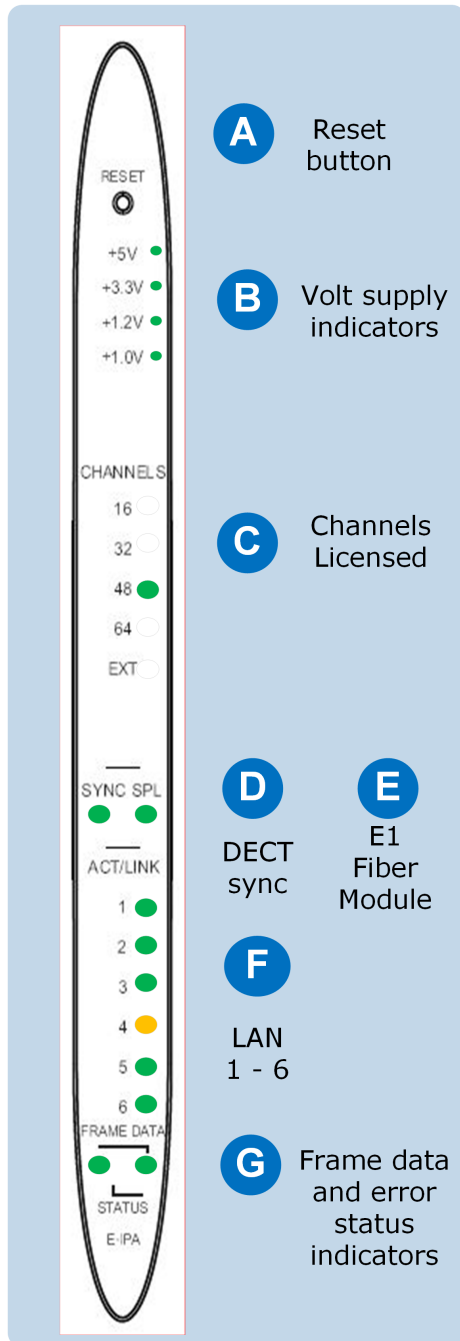 A
Reset
button
RESET
+5V
+3.3V
+1.2V
+1.0V
B
Volt supply
indicators
CHANNELS
16
32
48
64
EXT
C
Channels
Licensed
SYNC SPL
D
DECT
sync
E
E1
Fiber
Module
ACT/LINK
1
2
3
4
5
6
F
LAN
1 - 6
FRAME DATA
STATUS
E-IPA
G
Frame data
and error
status
indicators